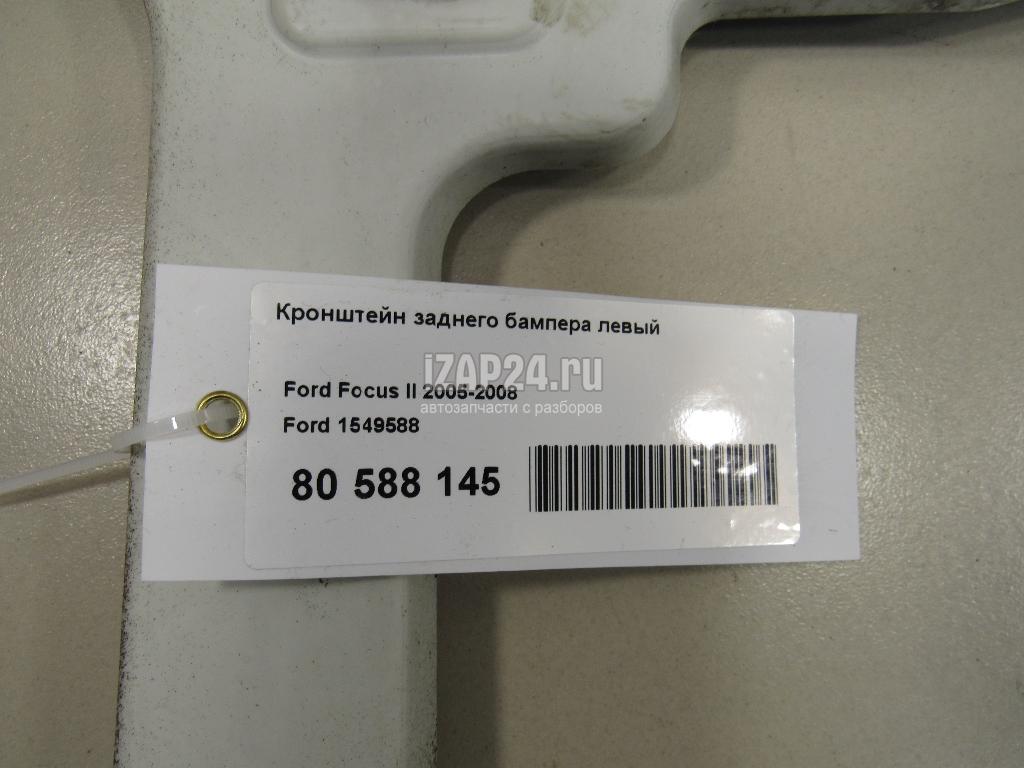 Кронштейн заднего бампера левый
iZAP24.ru
Ford Focus II 2005-2008
автозапчасти с разборов
Ford 1549588
80 588 145